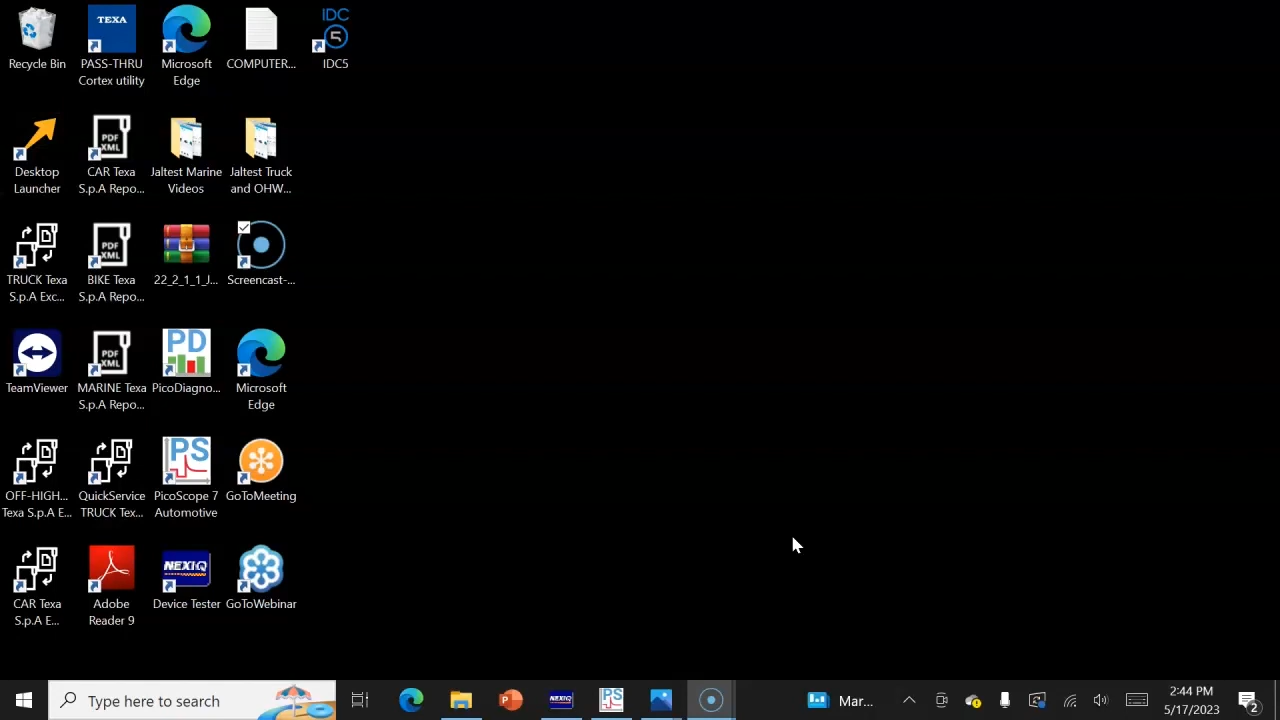 Recycle Bin
TEXA
PASS-THRU
Cortex utility
Microsoft
Edge
COMPUTER...
IDC
5
IDC5
Desktop
Launcher
PDF
XML
CAR Texa
S.p.A Repo...
Jaltest Marine
Videos
Jaltest Truck
and OHW...
TRUCK Texa
S.p.A Exc...
PDF
XML
BIKE Texa
S.p.A Repo...
22_2_1_1_J...
Screencast-...
TeamViewer
PDF
XML
MARINE Texa
S.p.A Repo...
PD
PicoDiagno...
Microsoft
Edge
OFF-HIGH...
Texa S.p.A E...
QuickService
TRUCK Tex...
PS
PicoScope 7
Automotive
GoToMeeting
CAR Texa
S.p.A E...
Adobe
Reader 9
NEXIQ
Device Tester
GoToWebinar
Type here to search
NEXIQ
PS
Mar...
2:44 PM
5/17/2023
2